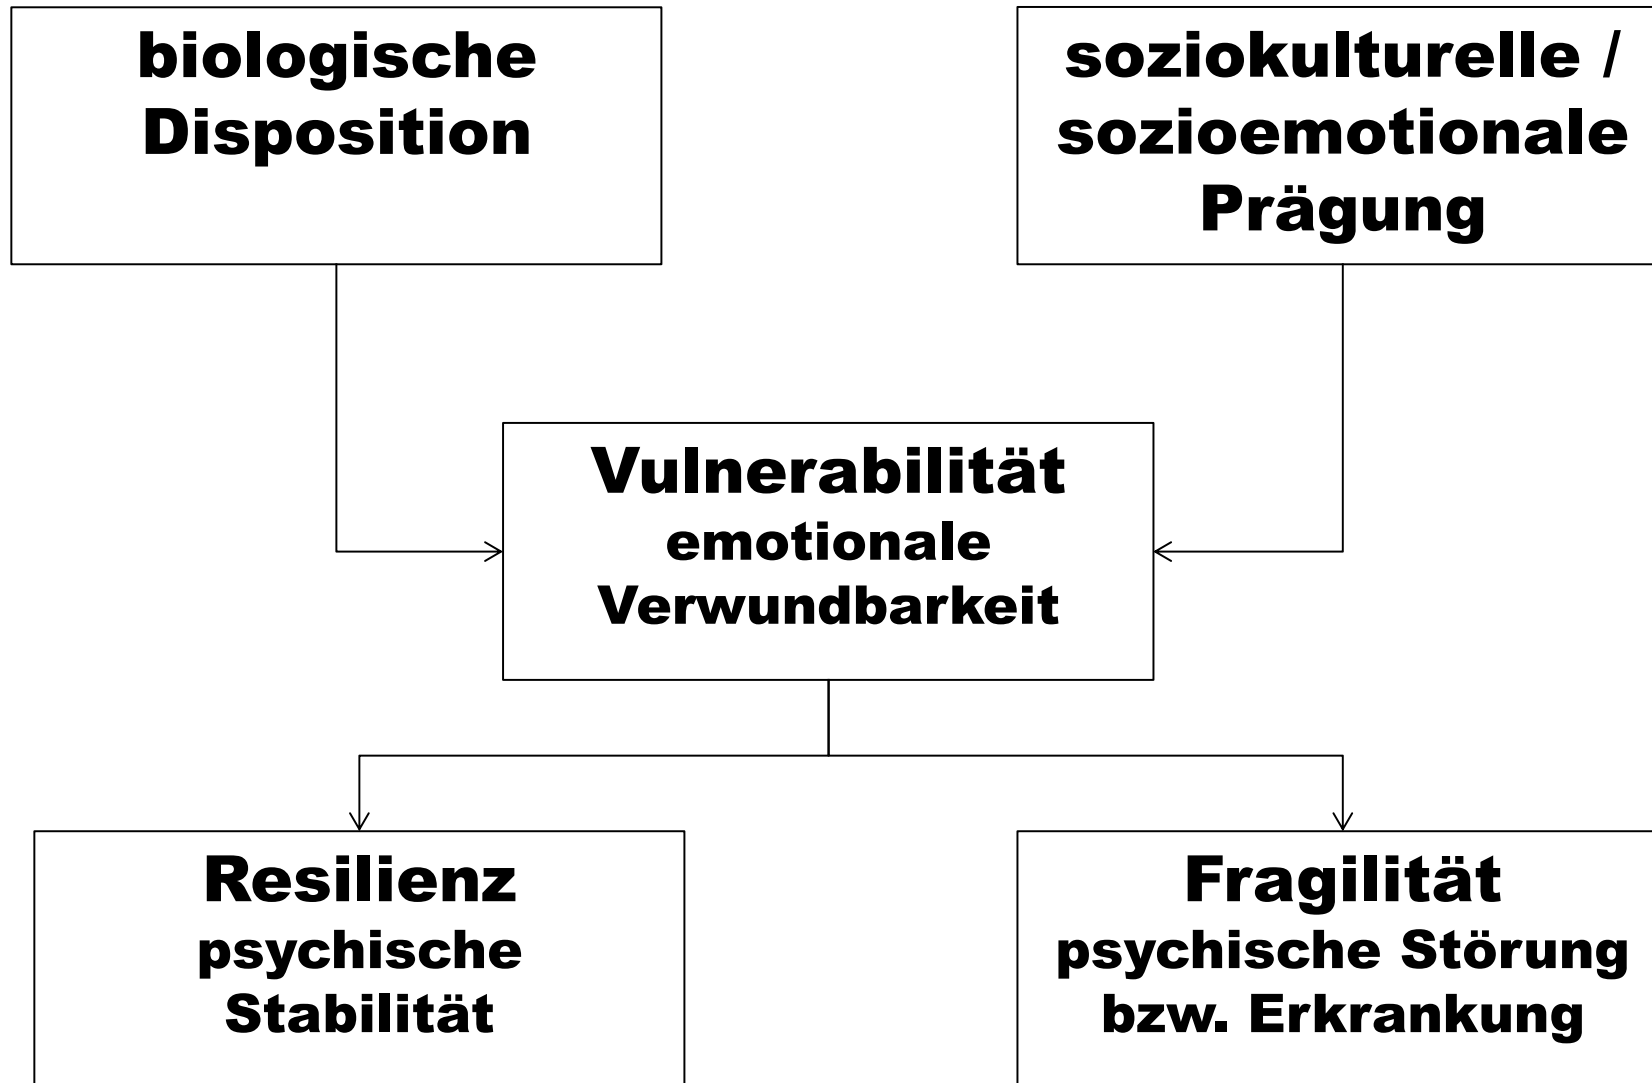 biologische
Disposition
soziokulturelle /
sozioemotionale
Prägung
Vulnerabilität
emotionale
Verwundbarkeit
Resilienz
psychische
Stabilität
Fragilität
psychische Störung
bzw. Erkrankung